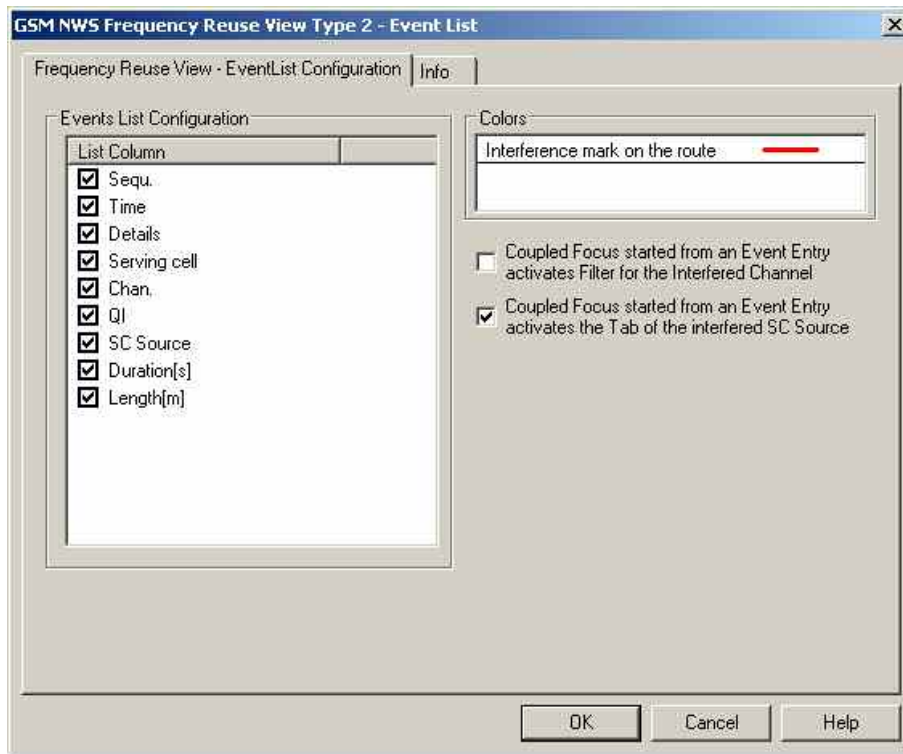 GSM NWS Frequency Reuse View Type 2 - Event List
Frequency Reuse View - EventList Configuration
Info
Events List Configuration
List Column
Sequ.
Time
Details
Serving cell
Chan.
QI
SC Source
Duration[s]
Length[m]
Colors
Interference mark on the route
Coupled Focus started from an Event Entry
activates Filter for the Interfered Channel
Coupled Focus started from an Event Entry
activates the Tab of the interfered SC Source
OK
Cancel
Help